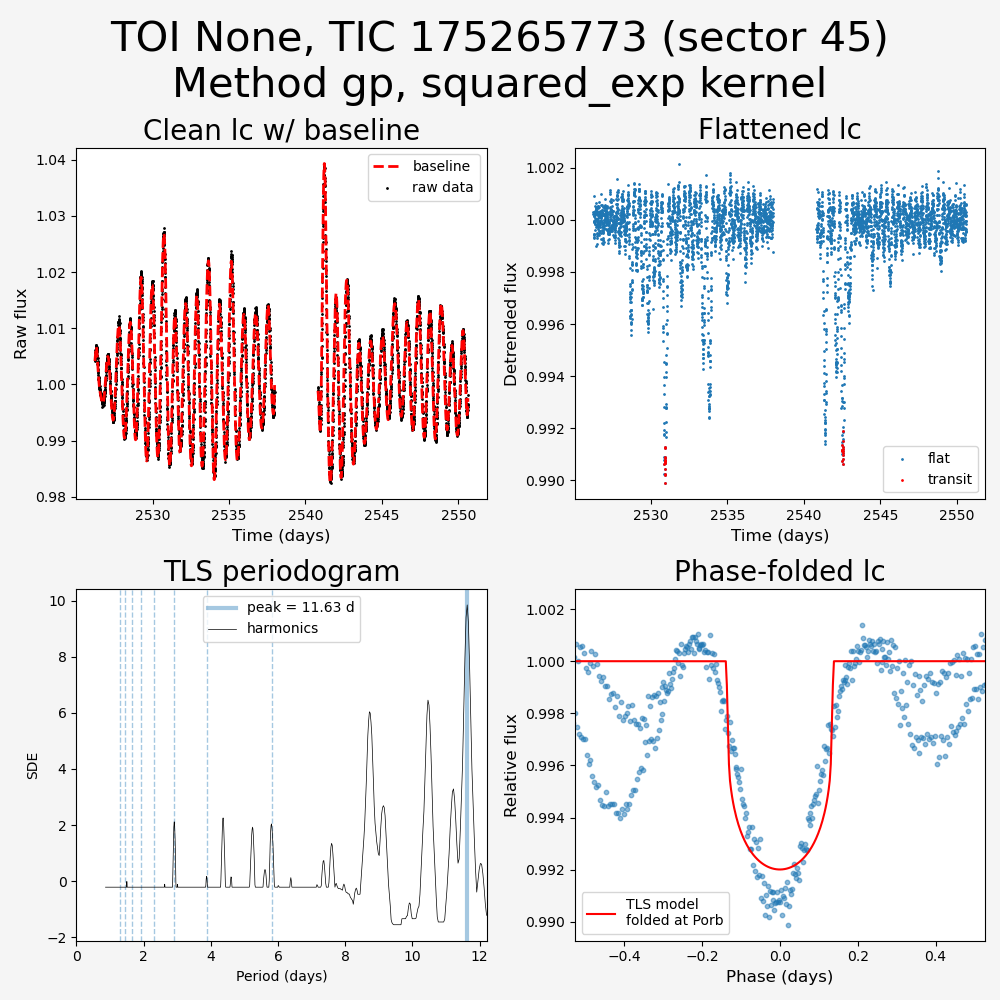 TOI None, TIC 175265773 (sector 45)
Method gp, squared_exp kernel
Clean lc w/ baseline
Raw flux
1.04
1.03
1.02
1.01
1.00
0.99
0.98
baseline
raw data
2530
2535
2540
2545
2550
Time (days)
Flattened lc
Detrended flux
1.002
1.000
0.998
0.996
0.994
0.992
0.990
flat
transit
2530
2535
2540
2545
2550
Time (days)
TLS periodogram
SDE
10
8
6
4
2
0
−2
peak = 11.63 d
harmonics
0
2
4
6
8
10
12
Period (days)
Phase-folded lc
Relative flux
1.002
1.000
0.998
0.996
0.994
0.992
0.990
TLS model
folded at Porb
−0.4
−0.2
0.0
0.2
0.4
Phase (days)